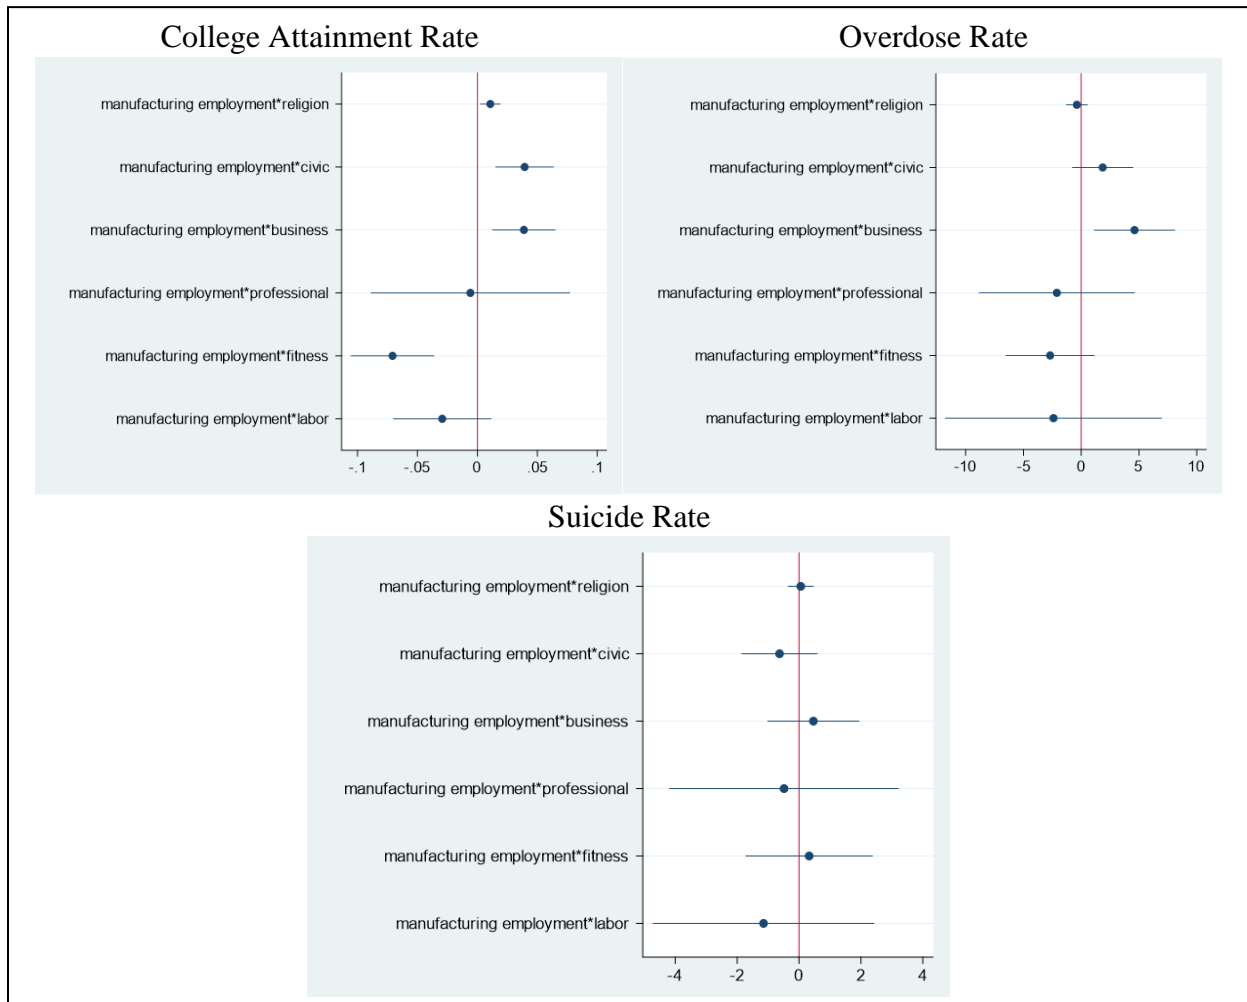 College Attainment Rate
manufacturing employment*religion
manufacturing employment*civic
manufacturing employment*business
manufacturing employment*professional
manufacturing employment*fitness
manufacturing employment*labor
-.1 -.05 0 .05 .1
Overdose Rate
manufacturing employment*religion
manufacturing employment*civic
manufacturing employment*business
manufacturing employment*professional
manufacturing employment*fitness
manufacturing employment*labor
-10 -5 0 5 10
Suicide Rate
manufacturing employment*religion
manufacturing employment*civic
manufacturing employment*business
manufacturing employment*professional
manufacturing employment*fitness
manufacturing employment*labor
-4 -2 0 2 4